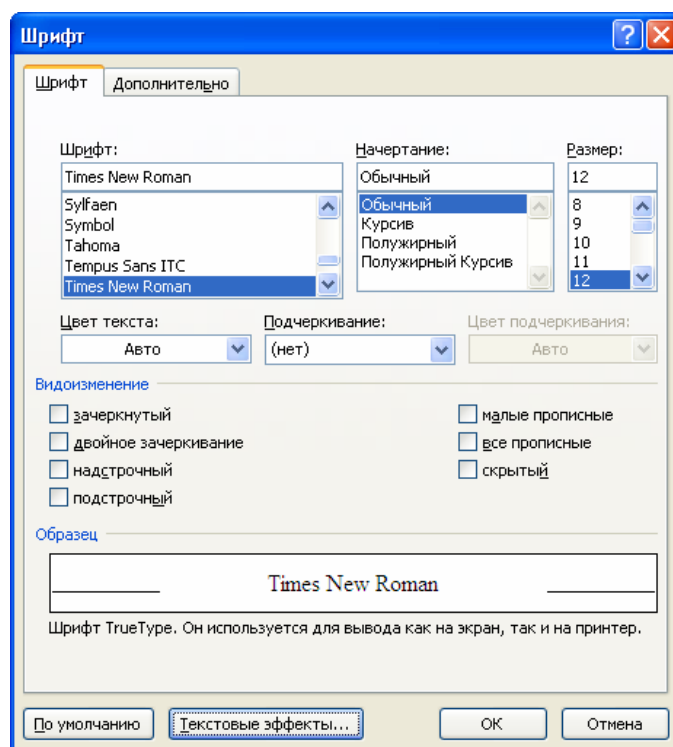 Шрифт
Шрифт Дополнительно
Шрифт: Начертание: Размер:
Times New Roman Обычный 12
Sylfaen Обычный 8
Symbol Курсив 9
Tahoma Полужирный 10
Tempus Sans ITC Полужирный Курсив 11
Times New Roman 12
Цвет текста: Подчеркивание: Цвет подчеркивания:
Авто (нет) Авто
Видоизменение
зачеркнутый малые прописные
двойное зачеркивание все прописные
надстрочный скрытый
подстрочный
Образец
Times New Roman
Шрифт TrueType. Он используется для вывода как на экран, так и на принтер.
По умолчанию Текстовые эффекты... ОК Отмена